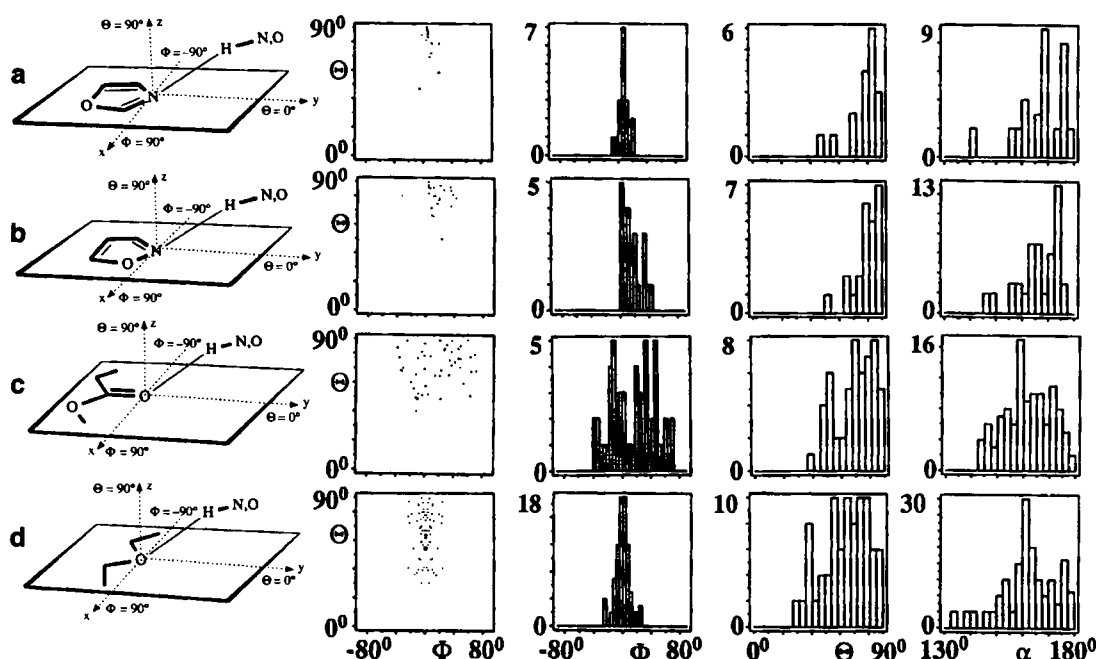 a
Θ = 90° z
H N,O
Φ = -90°
O N
y
Θ = 0°
x Φ = 90°
90⁰ Θ 0⁰
7 0
6 0
9 0
b
Θ = 90° z
H N,O
Φ = -90°
O N
y
Θ = 0°
x Φ = 90°
90⁰ Θ 0⁰
5 0
7 0
13 0
c
Θ = 90° z
H N,O
Φ = -90°
O O
y
Θ = 0°
x Φ = 90°
90⁰ Θ 0⁰
5 0
8 0
16 0
d
Θ = 90° z
H N,O
Φ = -90°
O
y
Θ = 0°
x Φ = 90°
90⁰ Θ 0⁰
18 0
10 0
30 0
-80⁰ Φ 80⁰
-80⁰ Φ 80⁰
0⁰ Θ 90⁰
130⁰ α 180⁰